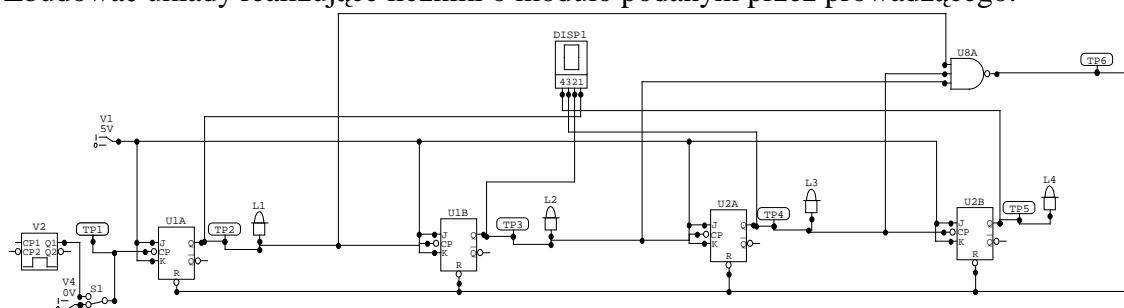 Zbudować układy realizujące liczniki o modulo podanym przez prowadzącego.
DISP1
4321
U8A
TP6
V1
5V
V2
CP1 Q1
CP2 Q2
TP1
V4
0V
S1
U1A
J Q
CP
K Q
R
TP2
L1
U1B
J Q
CP
K Q
R
TP3
L2
U2A
J Q
CP
K Q
R
TP4
L3
U2B
J Q
CP
K Q
R
TP5
L4